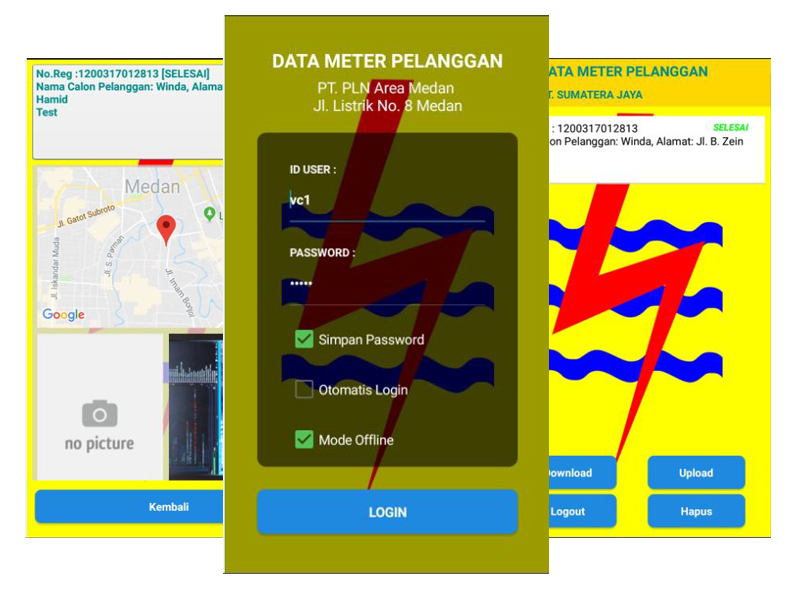 No.Reg :1200317012813 [SELESAI]
Nama Calon Pelanggan: Winda, Alama
Hamid
Test
Medan
Jl. Gatot Subroto
Jl. Iskandar Muda
Jl. S. Parman
Jl. Imam Bonjol
L
Google
no picture
Kembali
DATA METER PELANGGAN
PT. PLN Area Medan
Jl. Listrik No. 8 Medan
ID USER :
vc1
PASSWORD :
•••••
Simpan Password
Otomatis Login
Mode Offline
LOGIN
ATA METER PELANGGAN
T. SUMATERA JAYA
: 1200317012813
SELESAI
on Pelanggan: Winda, Alamat: Jl. B. Zein
ownload
Upload
Logout
Hapus